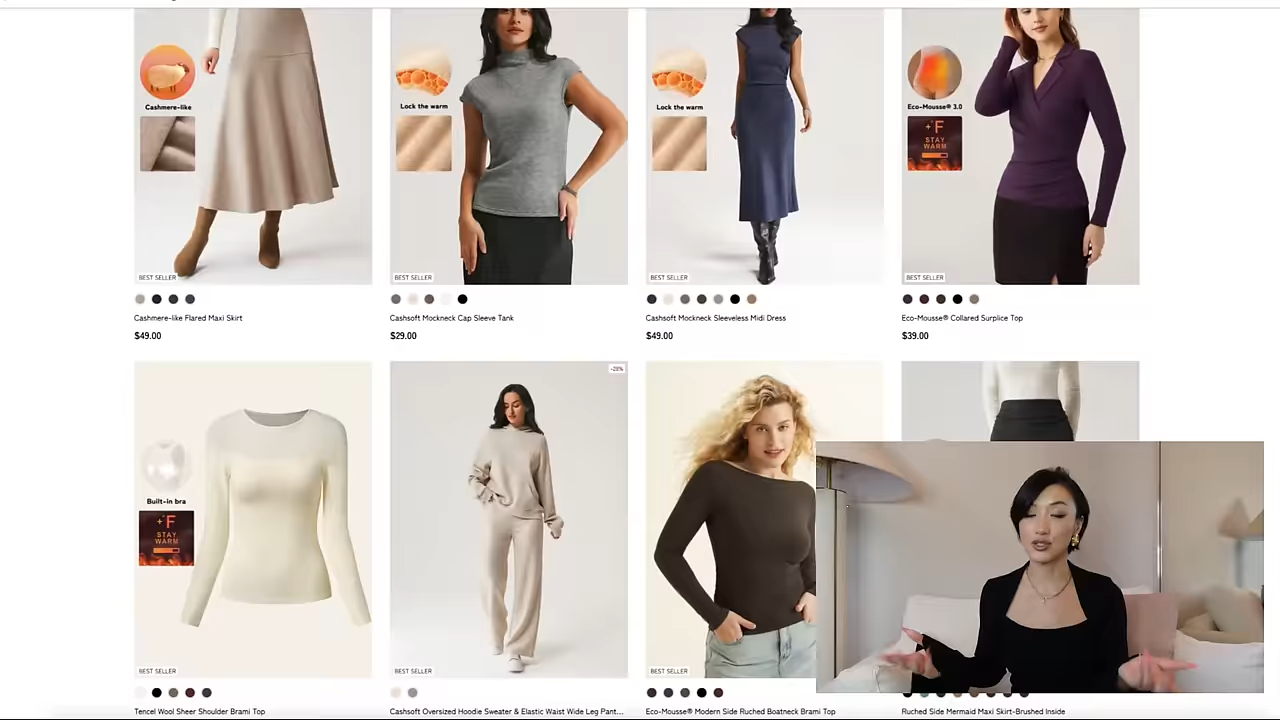 Cashmere-like
Lock the warm
Lock the warm
Eco-Mousse® 3.0
+°F
STAY
WARM
BEST SELLER
BEST SELLER
BEST SELLER
BEST SELLER
Cashmere-like Flared Maxi Skirt
Cashsoft Mockneck Cap Sleeve Tank
Cashsoft Mockneck Sleeveless Midi Dress
Eco-Mousse® Collared Surplice Top
$49.00
$29.00
$49.00
$39.00
Built-in bra
+°F
STAY
WARM
BEST SELLER
BEST SELLER
BEST SELLER
Tencel Wool Sheer Shoulder Brami Top
Cashsoft Oversized Hoodie Sweater & Elastic Waist Wide Leg Pant...
Eco-Mousse® Modern Side Ruched Boatneck Brami Top
Ruched Side Mermaid Maxi Skirt-Brushed Inside